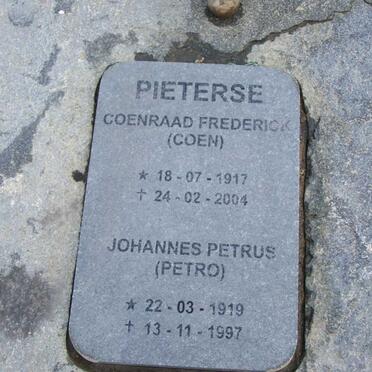 PIETERSE
COENRAAD FREDERICK
(COEN)
* 18 - 07 - 1917
† 24 - 02 - 2004
JOHANNES PETRUS
(PETRO)
* 22 - 03 - 1919
† 13 - 11 - 1997